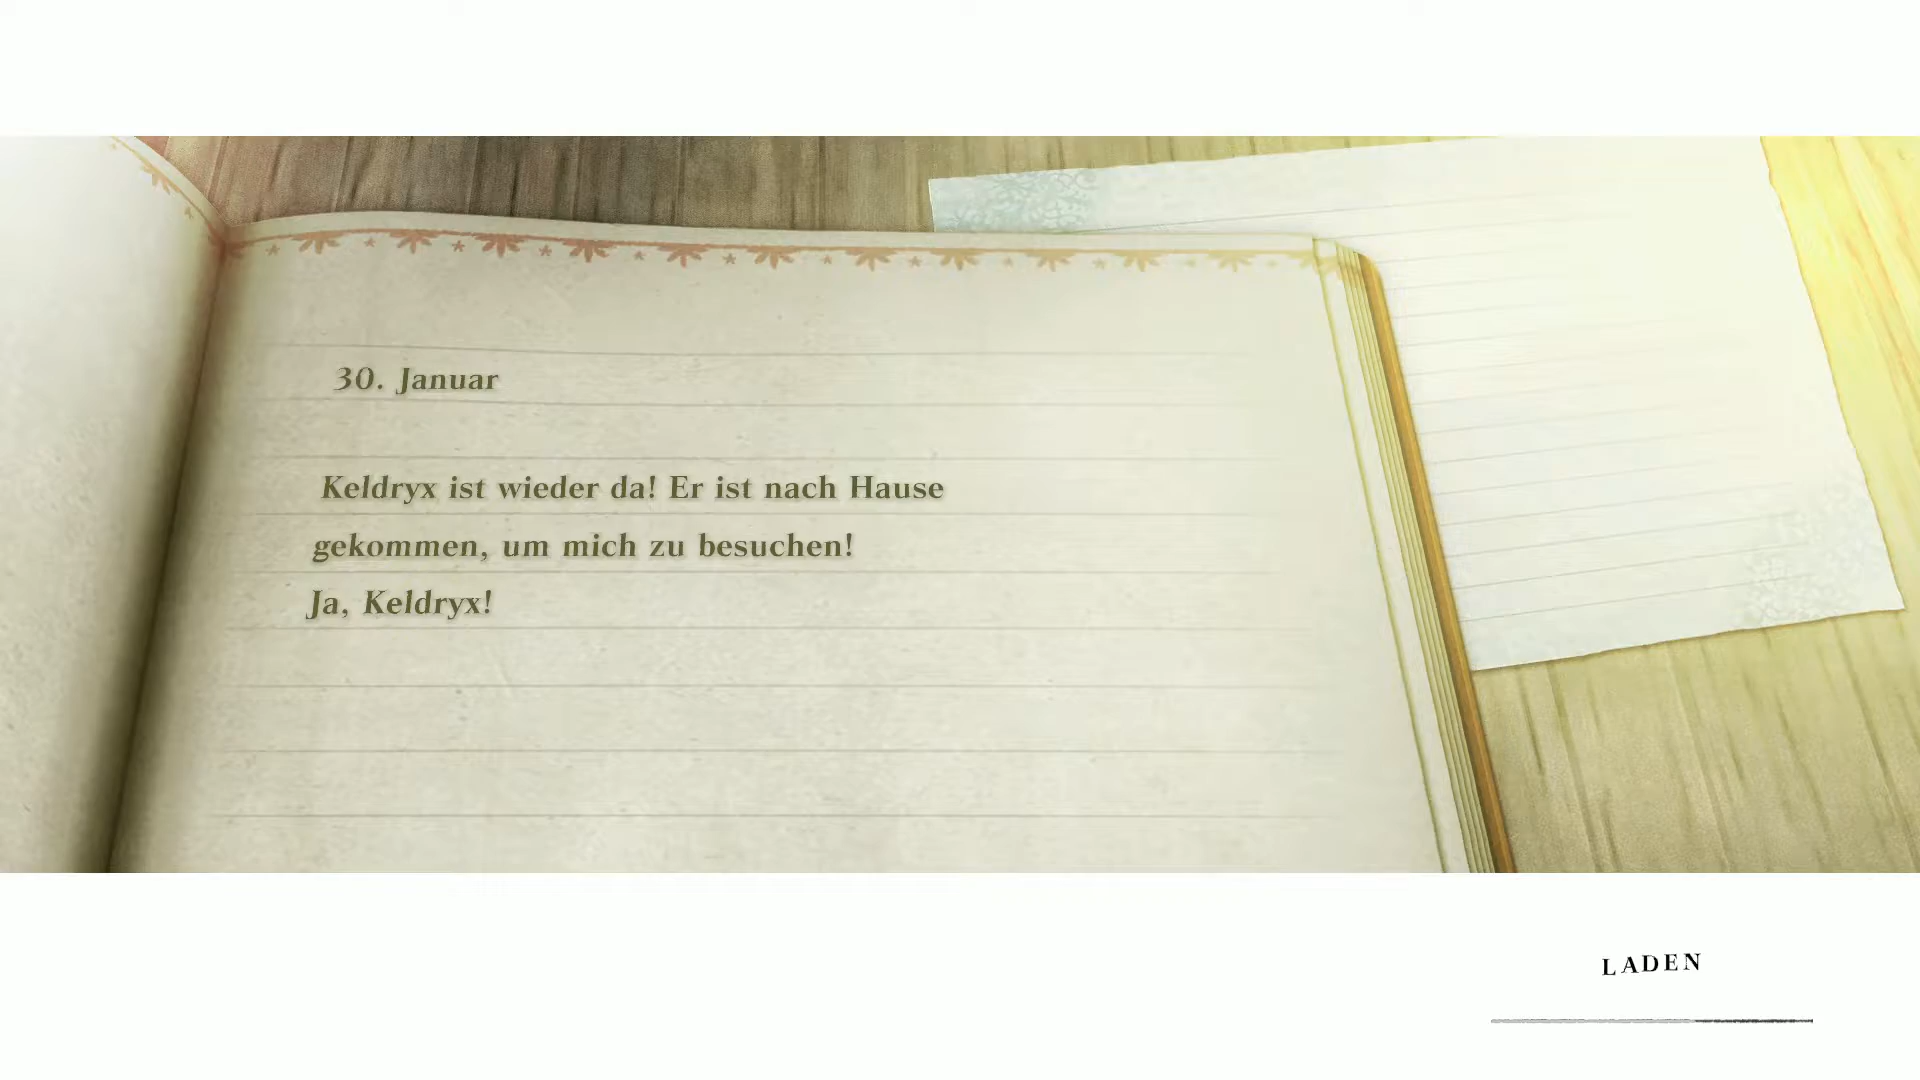 30. Januar
Keldryx ist wieder da! Er ist nach Hause
gekommen, um mich zu besuchen!
Ja, Keldryx!
LADEN